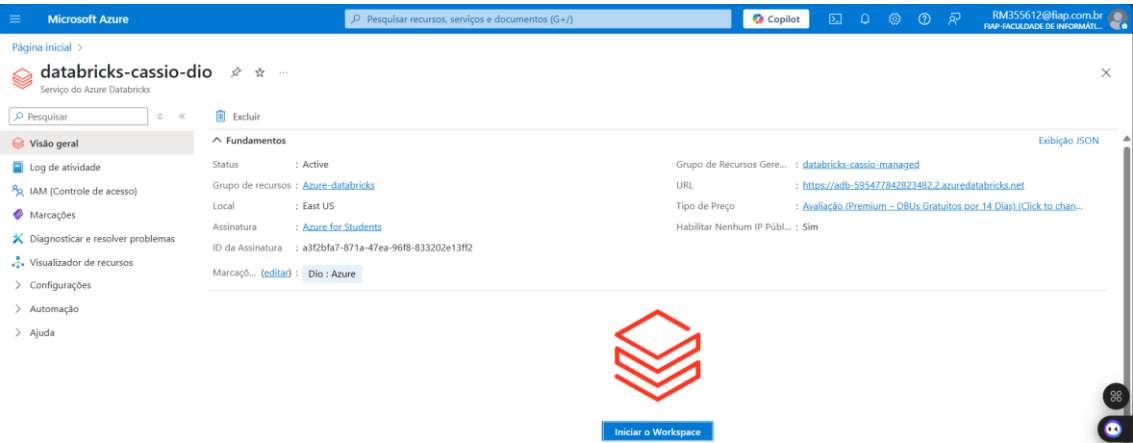 Microsoft Azure
Pesquisar recursos, serviços e documentos (G+/)
Copilot
RM355612@fiap.com.br
FIAP-FACULDADE DE INFORMÁTI...
Página inicial >
databricks-cassio-dio
Serviço do Azure Databricks
Pesquisar
Visão geral
Log de atividade
IAM (Controle de acesso)
Marcações
Diagnosticar e resolver problemas
Visualizador de recursos
Configurações
Automação
Ajuda
Excluir
Fundamentos
Exibição JSON
Status : Active
Grupo de recursos : Azure-databricks
Local : East US
Assinatura : Azure for Students
ID da Assinatura : a3f2bfa7-871a-47ea-96f8-833202e13ff2
Marcaçõ... (editar) : Dio : Azure
Grupo de Recursos Gere... : databricks-cassio-managed
URL : https://adb-595477842823482.2.azuredatabricks.net
Tipo de Preço : Avaliação (Premium – DBUs Gratuitos por 14 Dias) (Click to chan...
Habilitar Nenhum IP Públ... : Sim
Iniciar o Workspace